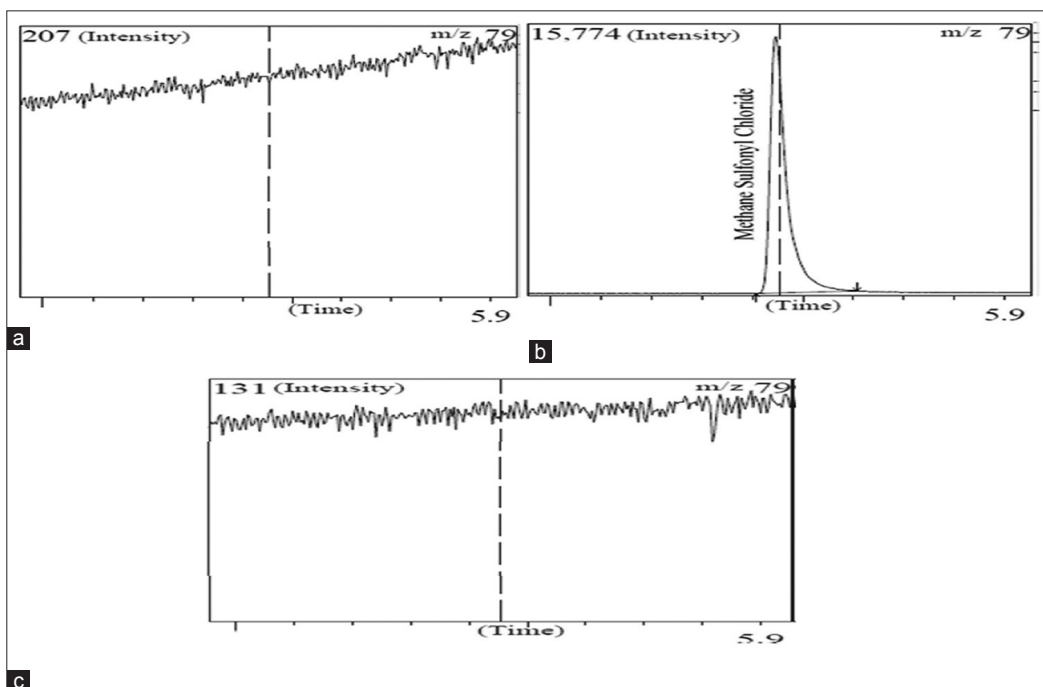 207 (Intensity) m/z 79
(Time)
5.9
a
15,774 (Intensity) m/z 79
Methane Sulfonyl Chloride
(Time)
5.9
b
131 (Intensity) m/z 79
(Time)
5.9
c